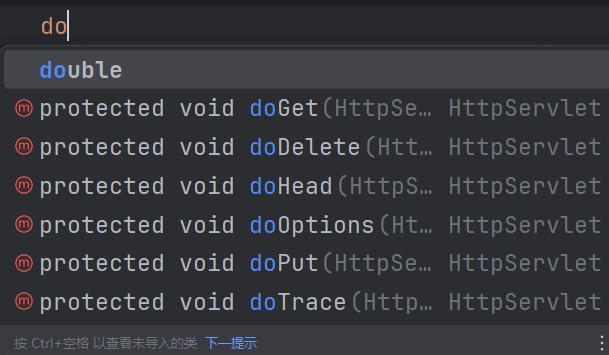 do
double
protected void doGet(HttpSe… HttpServlet
protected void doDelete(Htt… HttpServlet
protected void doHead(HttpS… HttpServlet
protected void doOptions(Ht… HttpServlet
protected void doPut(HttpSe… HttpServlet
protected void doTrace(Http… HttpServlet
按 Ctrl+空格 以查看未导入的类 下一提示